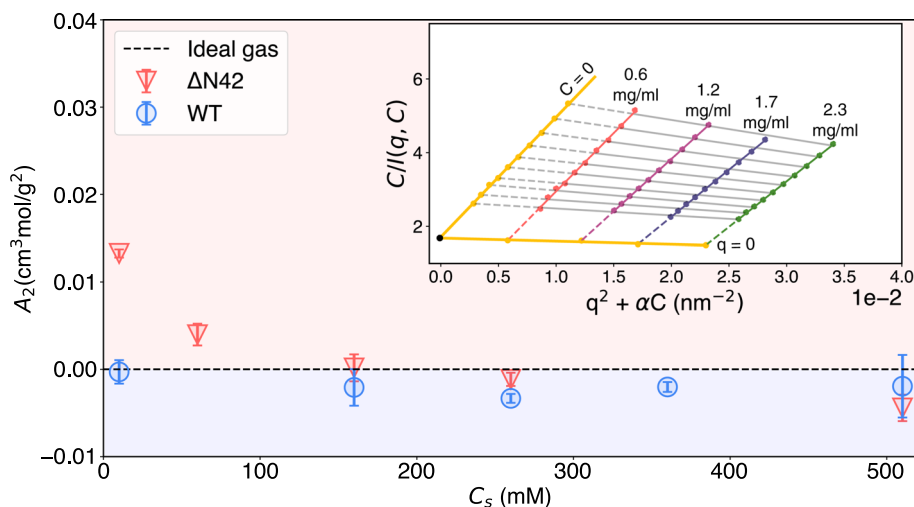 0.04
0.03
0.02
0.01
0.00
−0.01
A₂(cm³mol/g²)
0
100
200
300
400
500
Cₛ (mM)
Ideal gas
ΔN42
WT
6
4
2
C/I(q, C)
0.0
0.5
1.0
1.5
2.0
2.5
3.0
3.5
4.0
1e-2
q² + αC (nm⁻²)
C = 0
0.6
mg/ml
1.2
mg/ml
1.7
mg/ml
2.3
mg/ml
q = 0